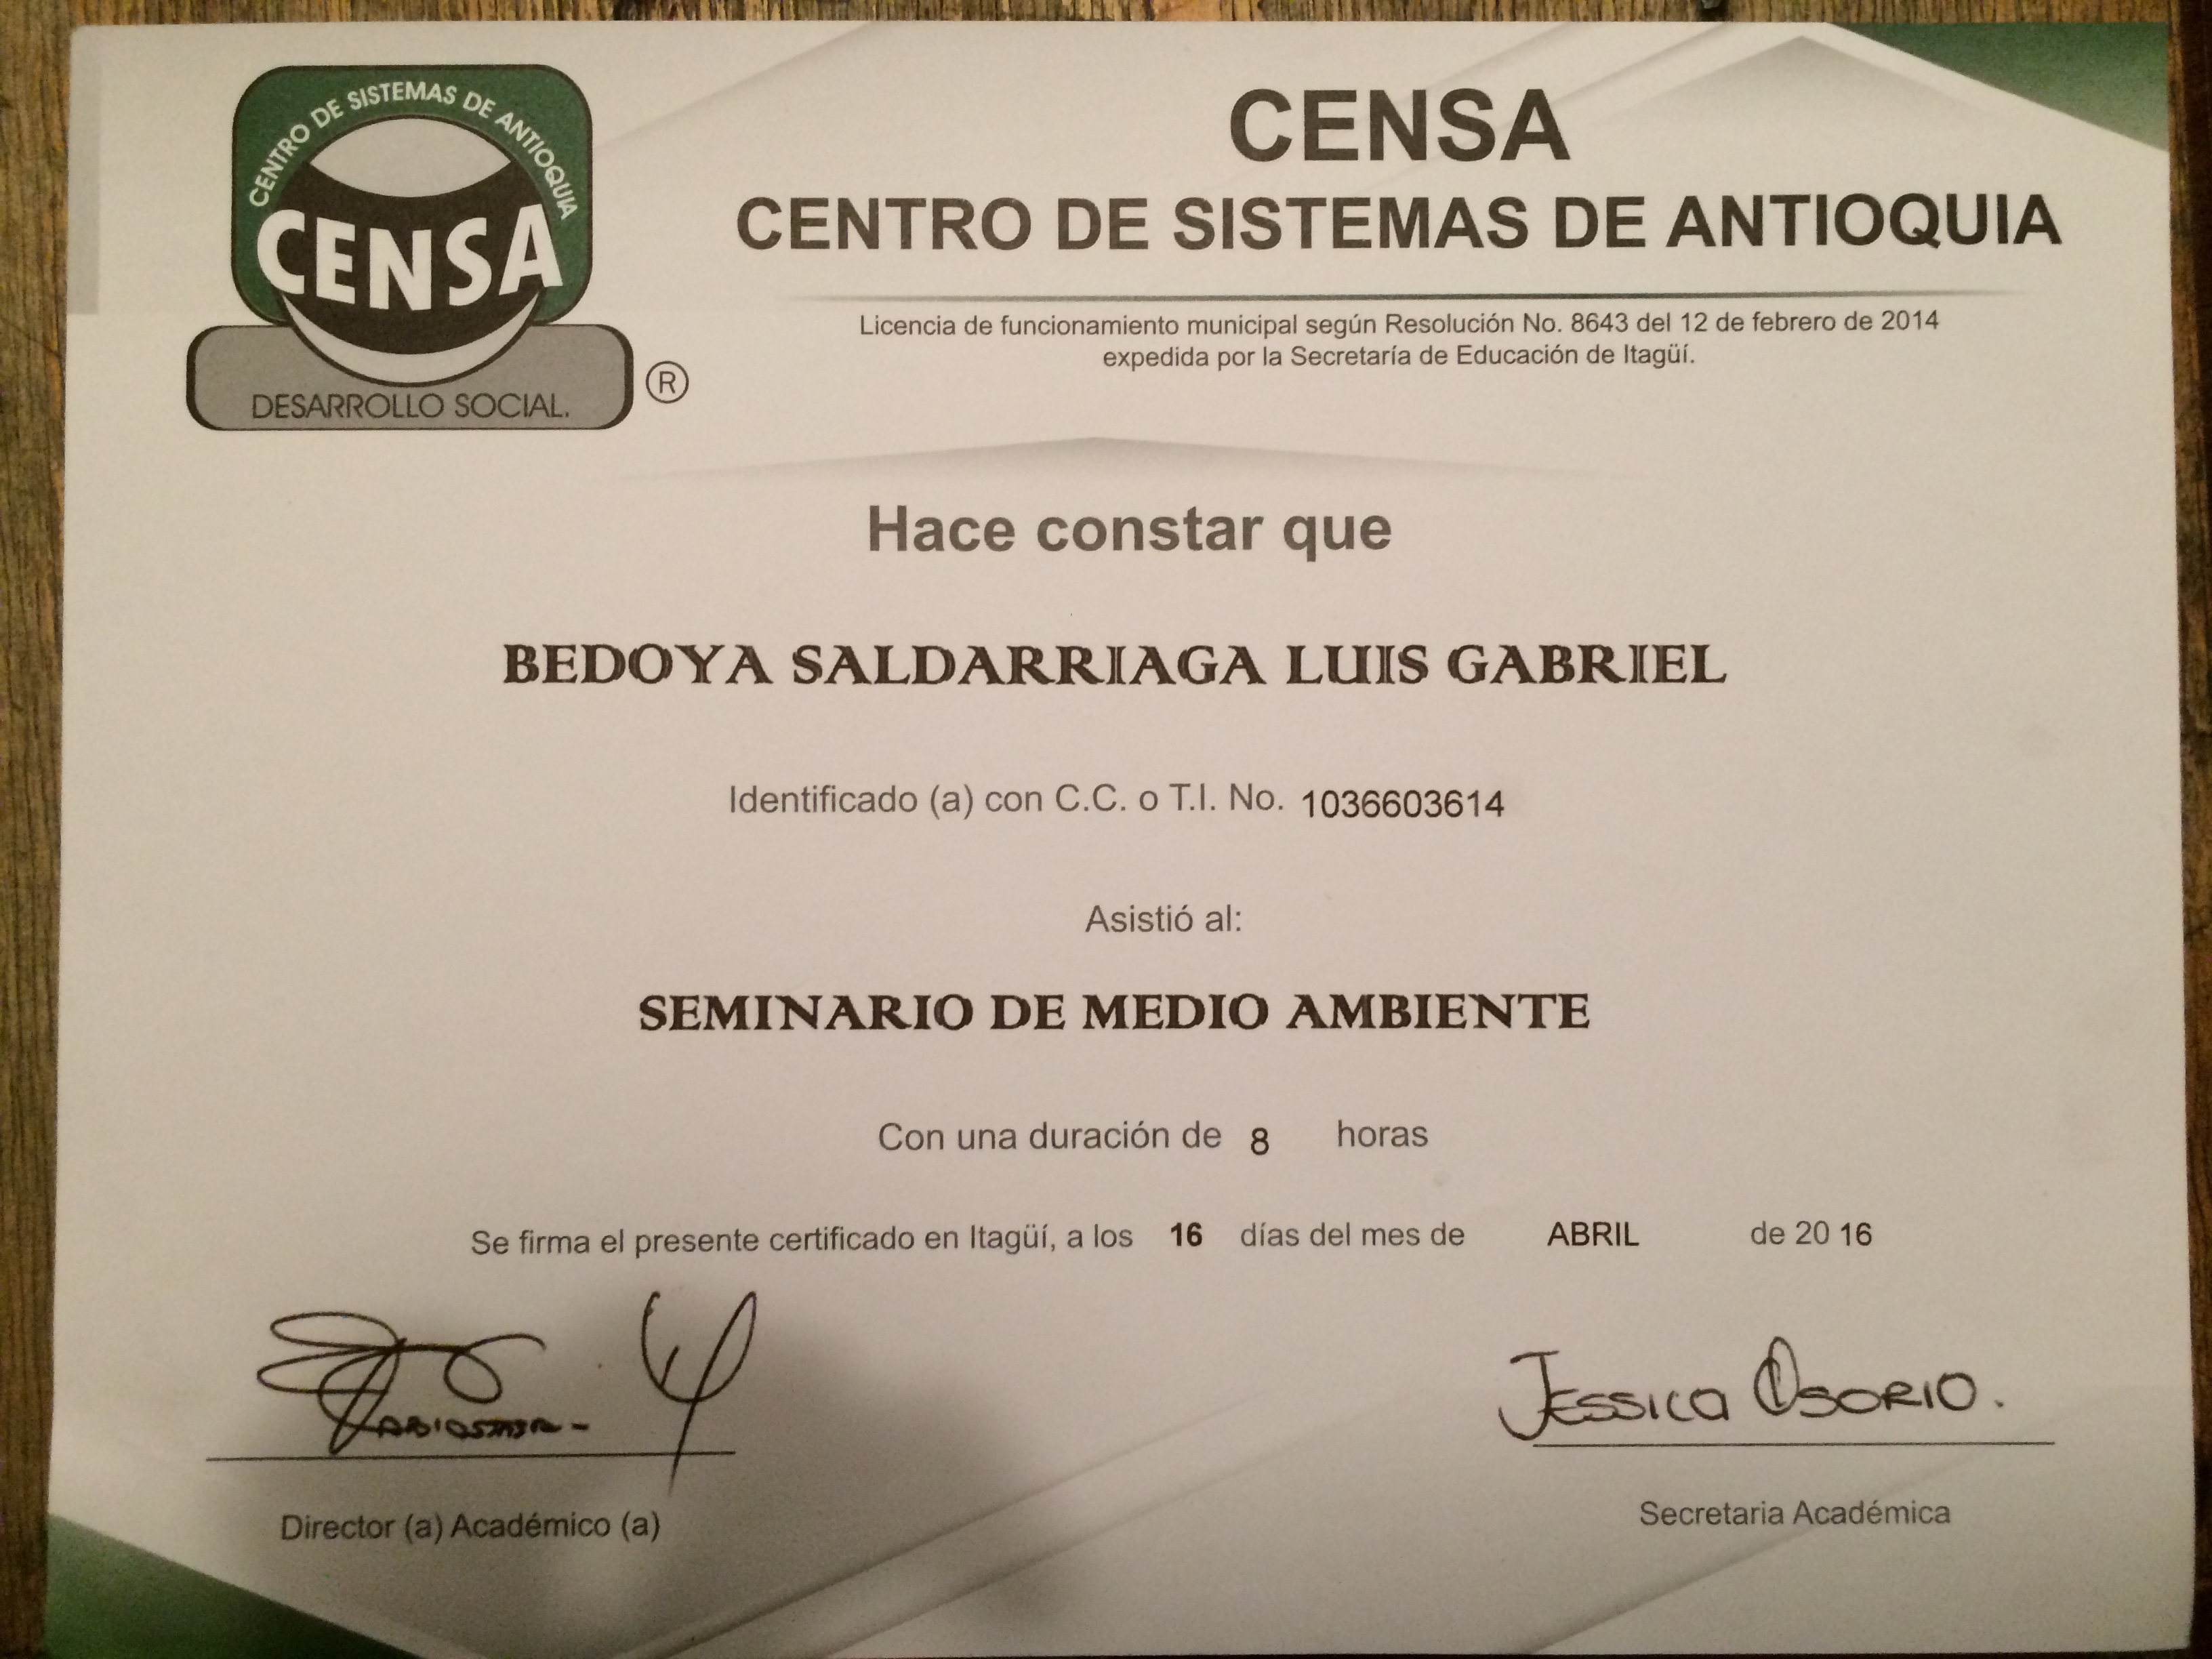 CENTRO DE SISTEMAS DE ANTIOQUIA
CENSA
DESARROLLO SOCIAL.
®
CENSA
CENTRO DE SISTEMAS DE ANTIOQUIA
Licencia de funcionamiento municipal según Resolución No. 8643 del 12 de febrero de 2014
expedida por la Secretaría de Educación de Itagüí.
Hace constar que
BEDOYA SALDARRIAGA LUIS GABRIEL
Identificado (a) con C.C. o T.I. No. 1036603614
Asistió al:
SEMINARIO DE MEDIO AMBIENTE
Con una duración de 8 horas
Se firma el presente certificado en Itagüí, a los 16 días del mes de ABRIL de 20 16
JESSICA OSORIO.
Director (a) Académico (a)
Secretaria Académica